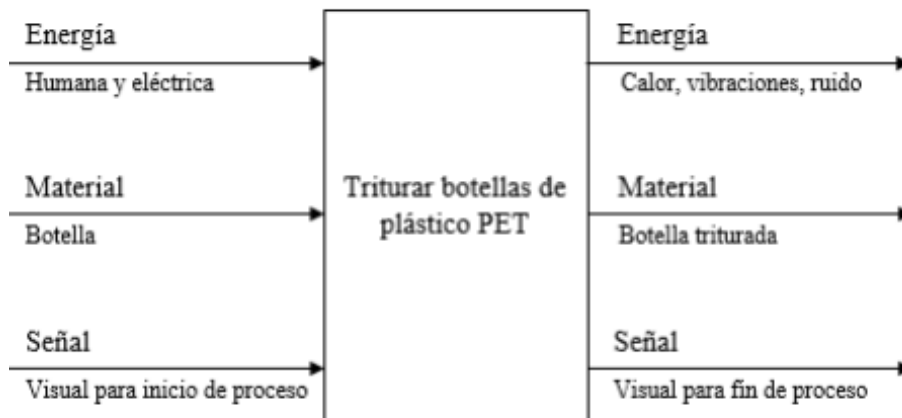 Energía
Humana y eléctrica
Material
Botella
Señal
Visual para inicio de proceso
Triturar botellas de
plástico PET
Energía
Calor, vibraciones, ruido
Material
Botella triturada
Señal
Visual para fín de proceso